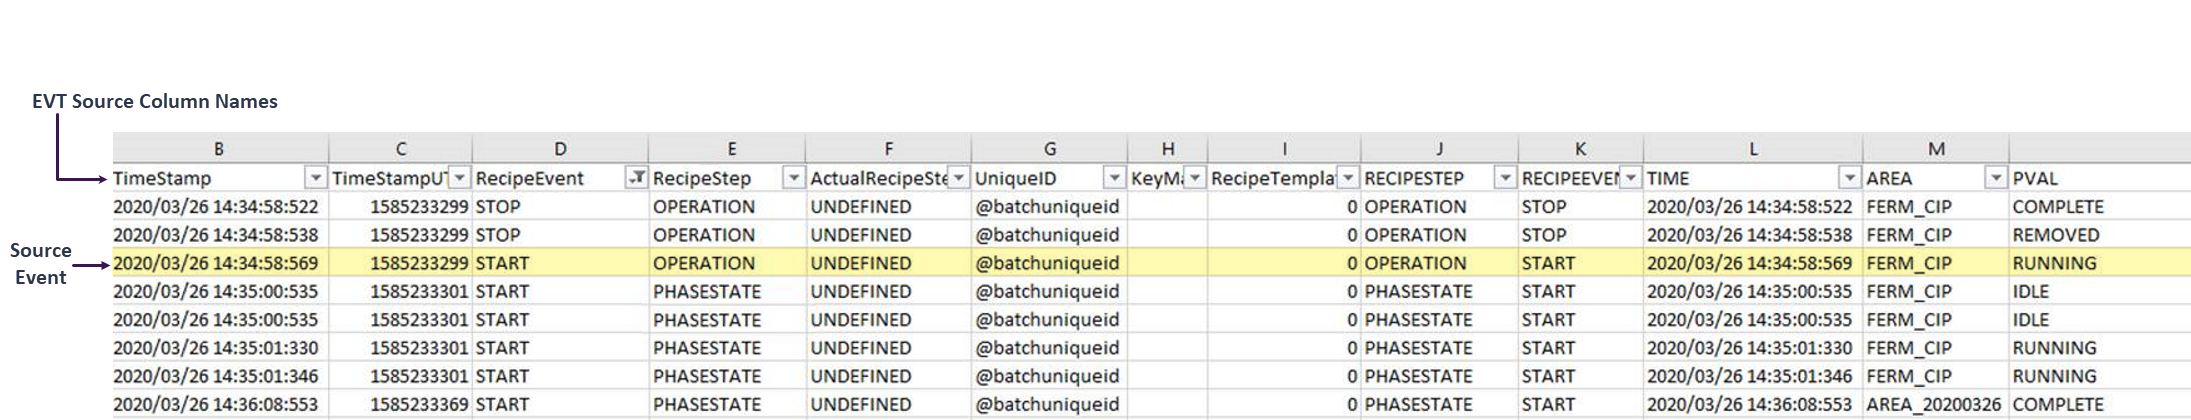 EVT Source Column Names
B C D E F G H I J K L M
TimeStamp TimeStampU RecipeEvent RecipeStep ActualRecipeSte UniqueID KeyMa RecipeTempla RECIPESTEP RECIPEEVEN TIME AREA PVAL
2020/03/26 14:34:58:522 1585233299 STOP OPERATION UNDEFINED @batchuniqueid 0 OPERATION STOP 2020/03/26 14:34:58:522 FERM_CIP COMPLETE
2020/03/26 14:34:58:538 1585233299 STOP OPERATION UNDEFINED @batchuniqueid 0 OPERATION STOP 2020/03/26 14:34:58:538 FERM_CIP REMOVED
Source
Event
2020/03/26 14:34:58:569 1585233299 START OPERATION UNDEFINED @batchuniqueid 0 OPERATION START 2020/03/26 14:34:58:569 FERM_CIP RUNNING
2020/03/26 14:35:00:535 1585233301 START PHASESTATE UNDEFINED @batchuniqueid 0 PHASESTATE START 2020/03/26 14:35:00:535 FERM_CIP IDLE
2020/03/26 14:35:00:535 1585233301 START PHASESTATE UNDEFINED @batchuniqueid 0 PHASESTATE START 2020/03/26 14:35:00:535 FERM_CIP IDLE
2020/03/26 14:35:01:330 1585233301 START PHASESTATE UNDEFINED @batchuniqueid 0 PHASESTATE START 2020/03/26 14:35:01:330 FERM_CIP RUNNING
2020/03/26 14:35:01:346 1585233301 START PHASESTATE UNDEFINED @batchuniqueid 0 PHASESTATE START 2020/03/26 14:35:01:346 FERM_CIP RUNNING
2020/03/26 14:36:08:553 1585233369 START PHASESTATE UNDEFINED @batchuniqueid 0 PHASESTATE START 2020/03/26 14:36:08:553 AREA_20200326 COMPLETE